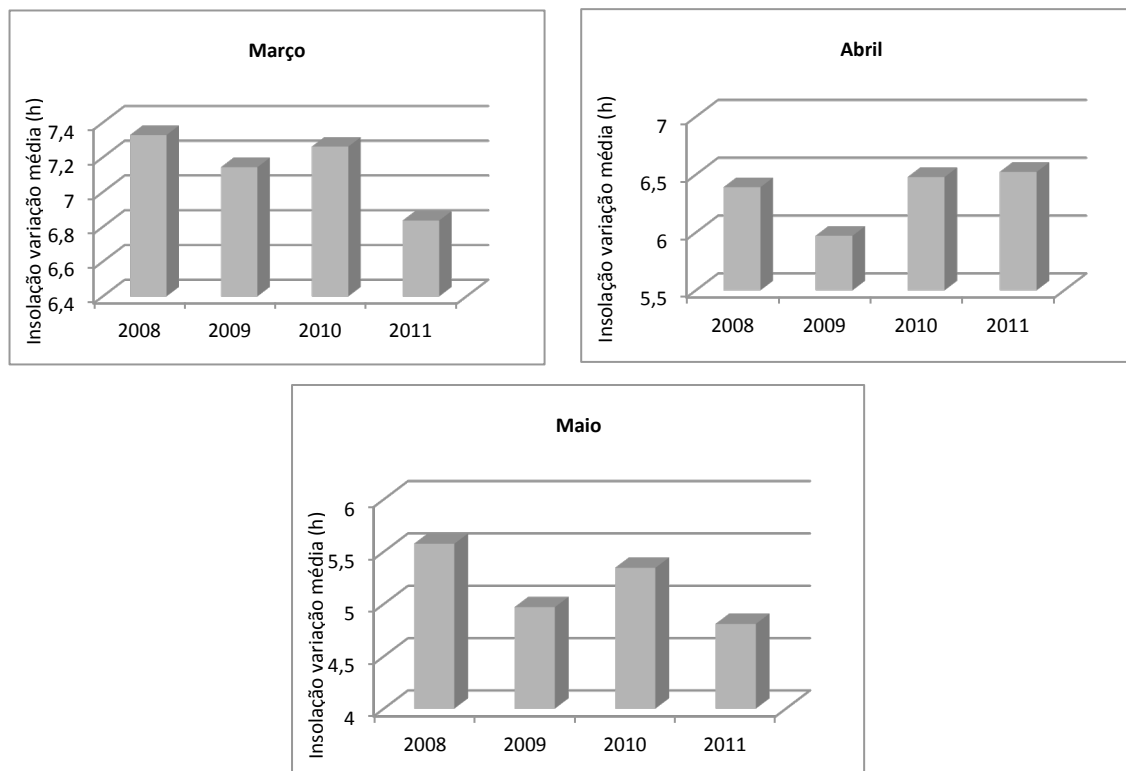 Março
Insolação variação média (h)
7,4
7,2
7
6,8
6,6
6,4
2008 2009 2010 2011
Abril
Insolação variação média (h)
7
6,5
6
5,5
2008 2009 2010 2011
Maio
Insolação variação média (h)
6
5,5
5
4,5
4
2008 2009 2010 2011